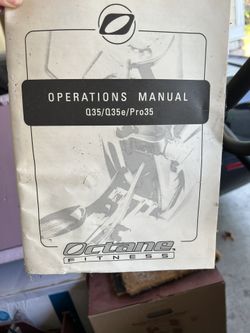 OPERATIONS MANUAL
Q35/Q35e/Pro35
Octane
FITNESS